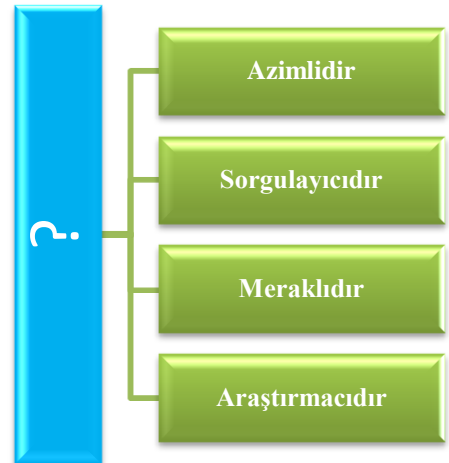 ?
Azimlidir
Sorgulayıcıdır
Meraklıdır
Araştırmacıdır